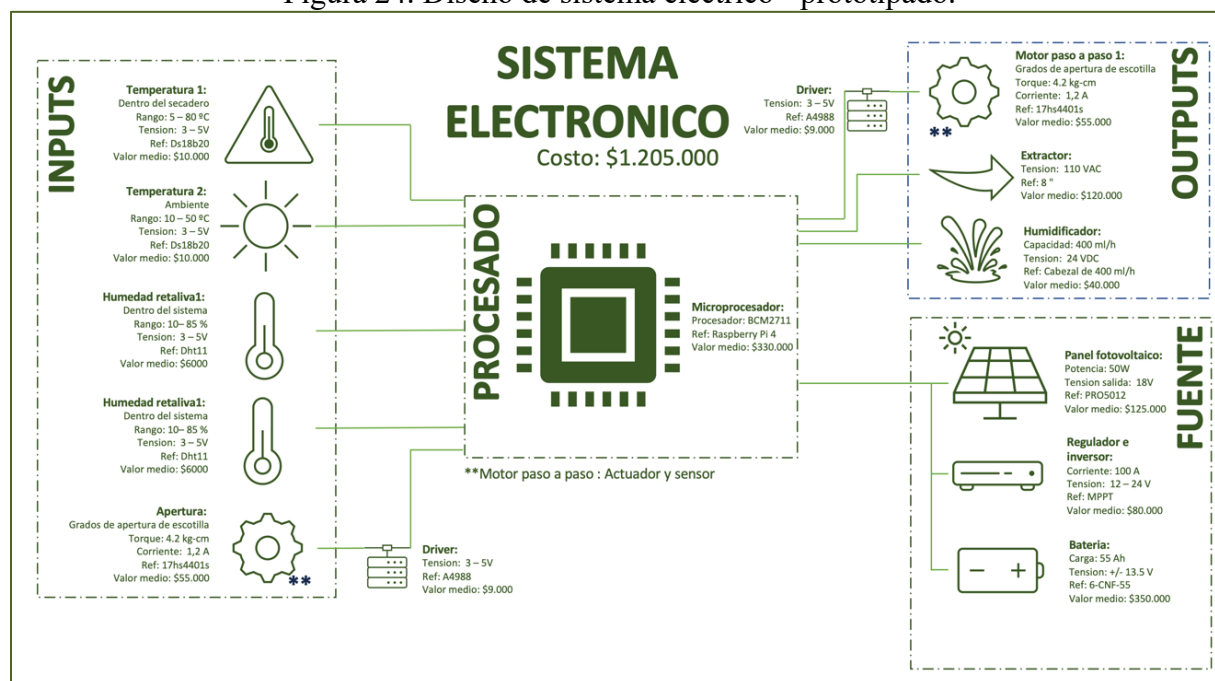 Figura 24. Diseño de sistema eléctrico - prototipado.
SISTEMA
ELECTRONICO
Costo: $1.205.000
INPUTS
Temperatura 1:
Dentro del secadero
Rango: 5 – 80 ºC
Tension: 3 – 5V
Ref: Ds18b20
Valor medio: $10.000
Temperatura 2:
Ambiente
Rango: 10 – 50 ºC
Tension: 3 – 5V
Ref: Ds18b20
Valor medio: $10.000
Humedad retaliva1:
Dentro del sistema
Rango: 10– 85 %
Tension: 3 – 5V
Ref: Dht11
Valor medio: $6000
Humedad retaliva1:
Dentro del sistema
Rango: 10– 85 %
Tension: 3 – 5V
Ref: Dht11
Valor medio: $6000
Apertura:
Grados de apertura de escotilla
Torque: 4.2 kg-cm
Corriente: 1,2 A
Ref: 17hs4401s
Valor medio: $55.000
**
Driver:
Tension: 3 – 5V
Ref: A4988
Valor medio: $9.000
PROCESADO
Microprocesador:
Procesador: BCM2711
Ref: Raspberry Pi 4
Valor medio: $330.000
**Motor paso a paso : Actuador y sensor
Driver:
Tension: 3 – 5V
Ref: A4988
Valor medio: $9.000
OUTPUTS
Motor paso a paso 1:
Grados de apertura de escotilla
Torque: 4.2 kg-cm
Corriente: 1,2 A
Ref: 17hs4401s
Valor medio: $55.000
**
Extractor:
Tension: 110 VAC
Ref: 8 "
Valor medio: $120.000
Humidificador:
Capacidad: 400 ml/h
Tension: 24 VDC
Ref: Cabezal de 400 ml/h
Valor medio: $40.000
FUENTE
Panel fotovoltaico:
Potencia: 50W
Tension salida: 18V
Ref: PRO5012
Valor medio: $125.000
Regulador e
inversor:
Corriente: 100 A
Tension: 12 – 24 V
Ref: MPPT
Valor medio: $80.000
Bateria:
Carga: 55 Ah
Tension: +/- 13.5 V
Ref: 6-CNF-55
Valor medio: $350.000